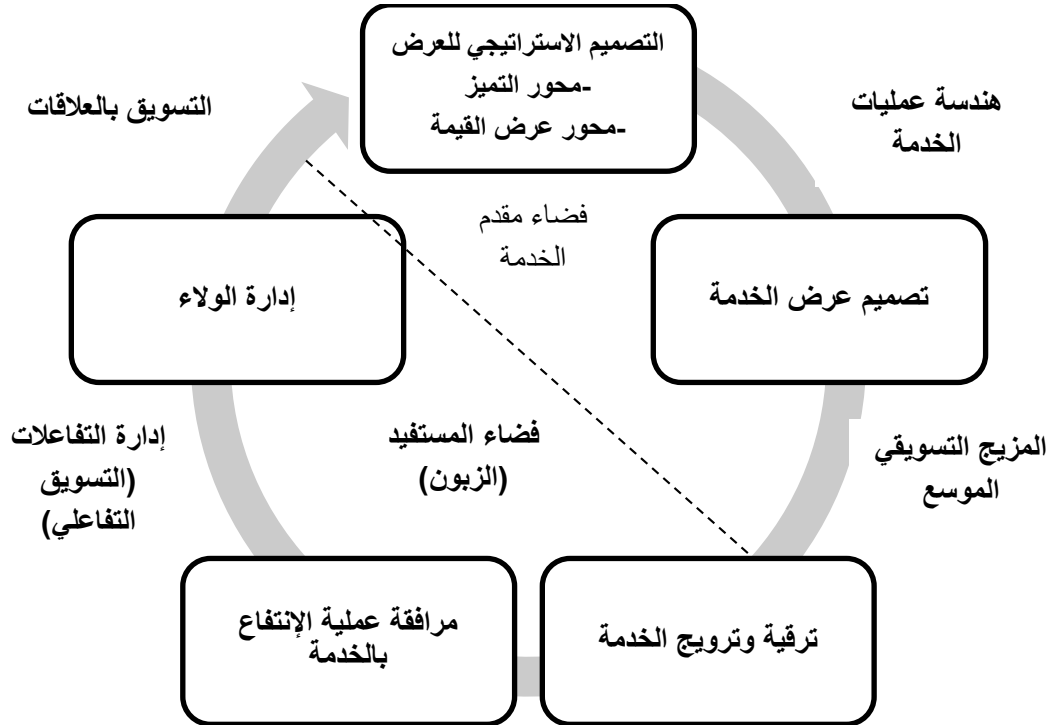 التصميم الاستراتيجي للعرض
-محور التميز
-محور عرض القيمة
هندسة عمليات
الخدمة
التسويق بالعلاقات
فضاء مقدم
الخدمة
تصميم عرض الخدمة
إدارة الولاء
المزيج التسويقي
الموسع
فضاء المستفيد
(الزبون)
إدارة التفاعلات
(التسويق
التفاعلي)
ترقية وترويج الخدمة
مرافقة عملية الإنتفاع
بالخدمة